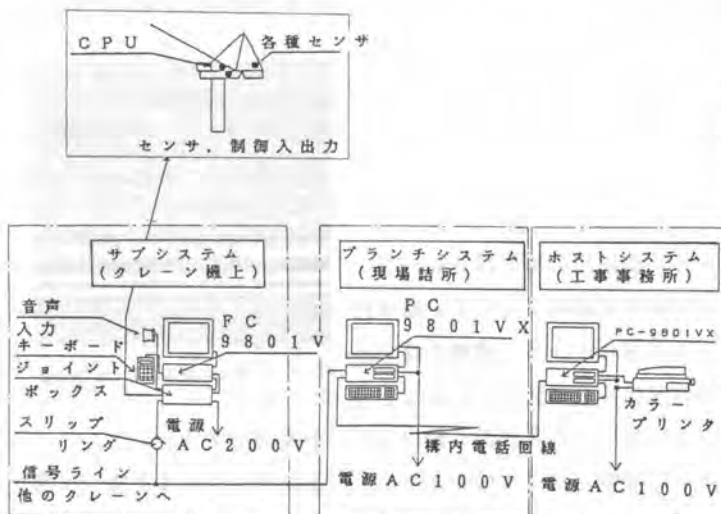 CPU
各種センサ
センサ，制御入出力
サブシステム
(クレーン機上)
音声
入力
キーボード
ジョイント
ボックス
スリップ
リング
信号ライン
他のクレーンへ
FC
9801V
電源
AC200V
ブランチシステム
(現場詰所)
PC
9801VX
構内電話回線
電源AC100V
ホストシステム
(工事事務所)
PC-9801VX
カラー
プリンタ
電源AC100V